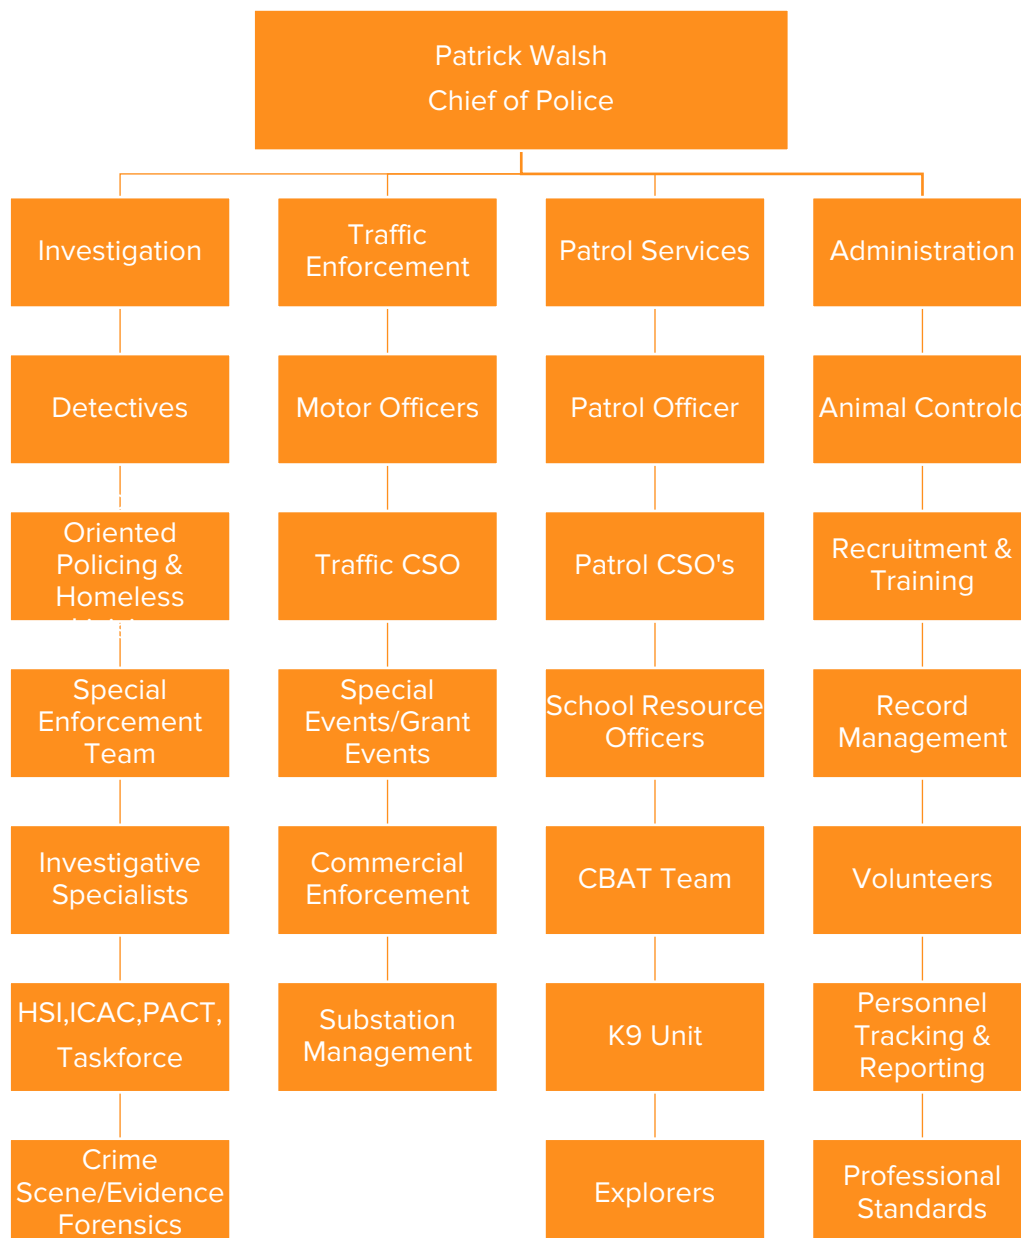 Patrick Walsh
Chief of Police
Investigation
Traffic
Enforcement
Patrol Services
Administration
Detectives
Motor Officers
Patrol Officer
Animal Controlc
Oriented
Policing &
Homeless
Traffic CSO
Patrol CSO's
Recruitment &
Training
Special
Enforcement
Team
Special
Events/Grant
Events
School Resource
Officers
Record
Management
Investigative
Specialists
Commercial
Enforcement
CBAT Team
Volunteers
HSI,ICAC,PACT,
Taskforce
Substation
Management
K9 Unit
Personnel
Tracking &
Reporting
Crime
Scene/Evidence
Forensics
Explorers
Professional
Standards